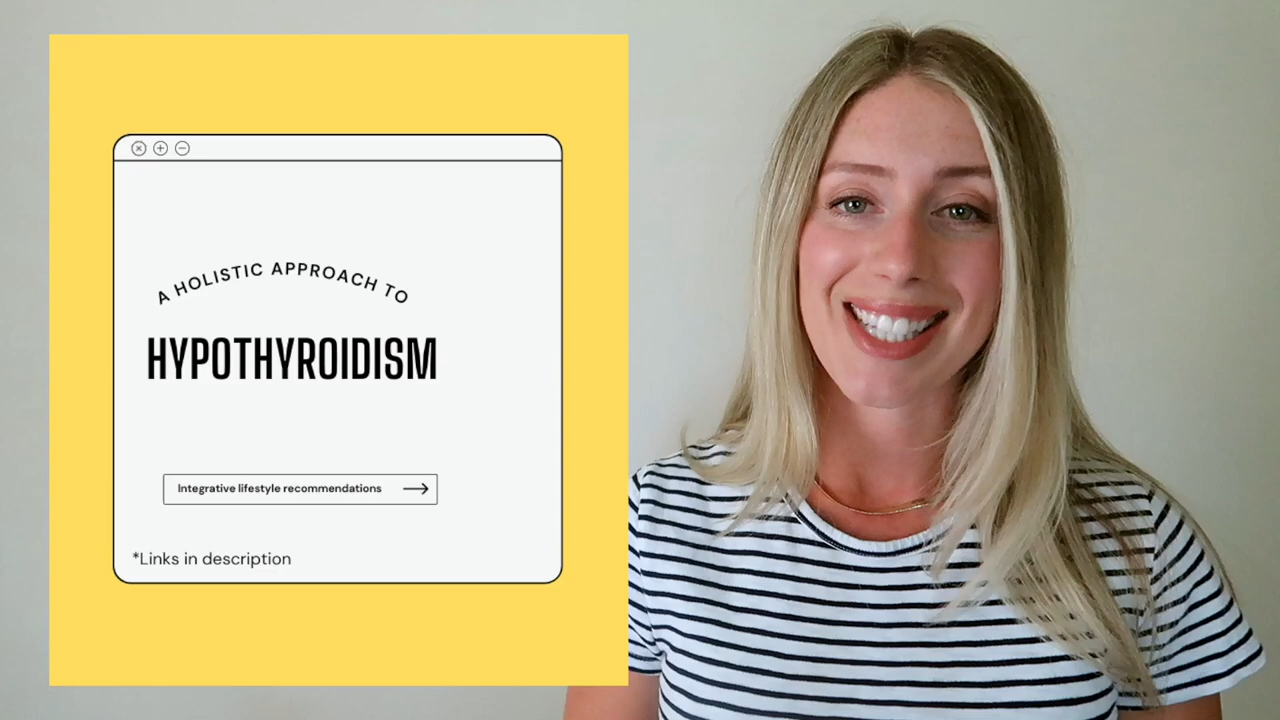 A HOLISTIC APPROACH TO
HYPOTHYROIDISM
Integrative lifestyle recommendations
*Links in description